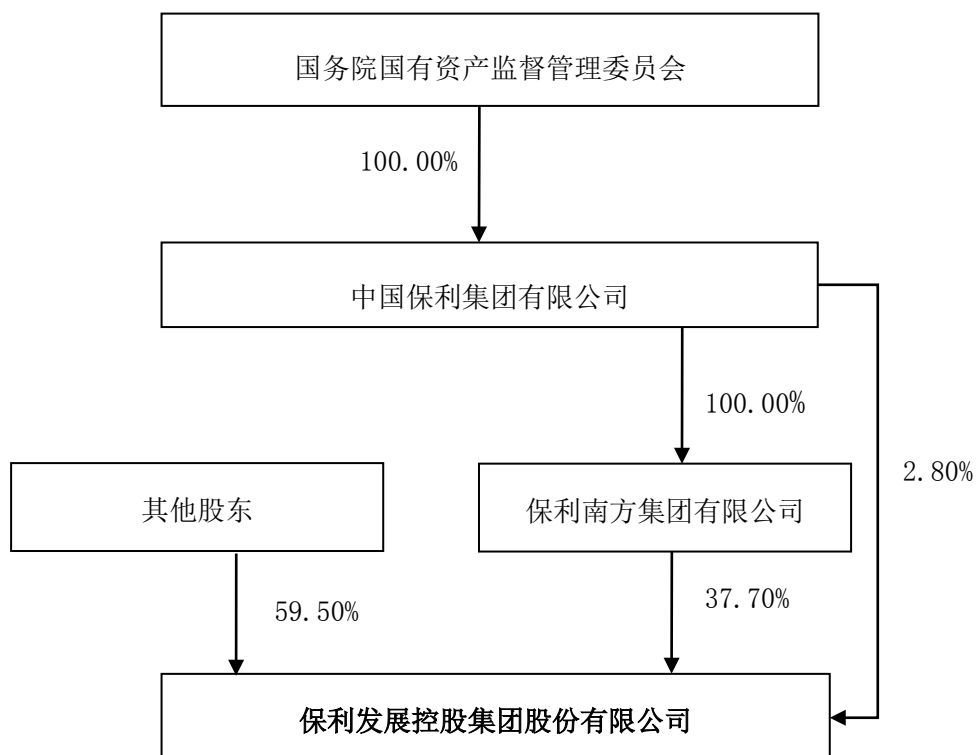 国务院国有资产监督管理委员会
100.00%
中国保利集团有限公司
100.00%
2.80%
其他股东
保利南方集团有限公司
59.50%
37.70%
保利发展控股集团股份有限公司